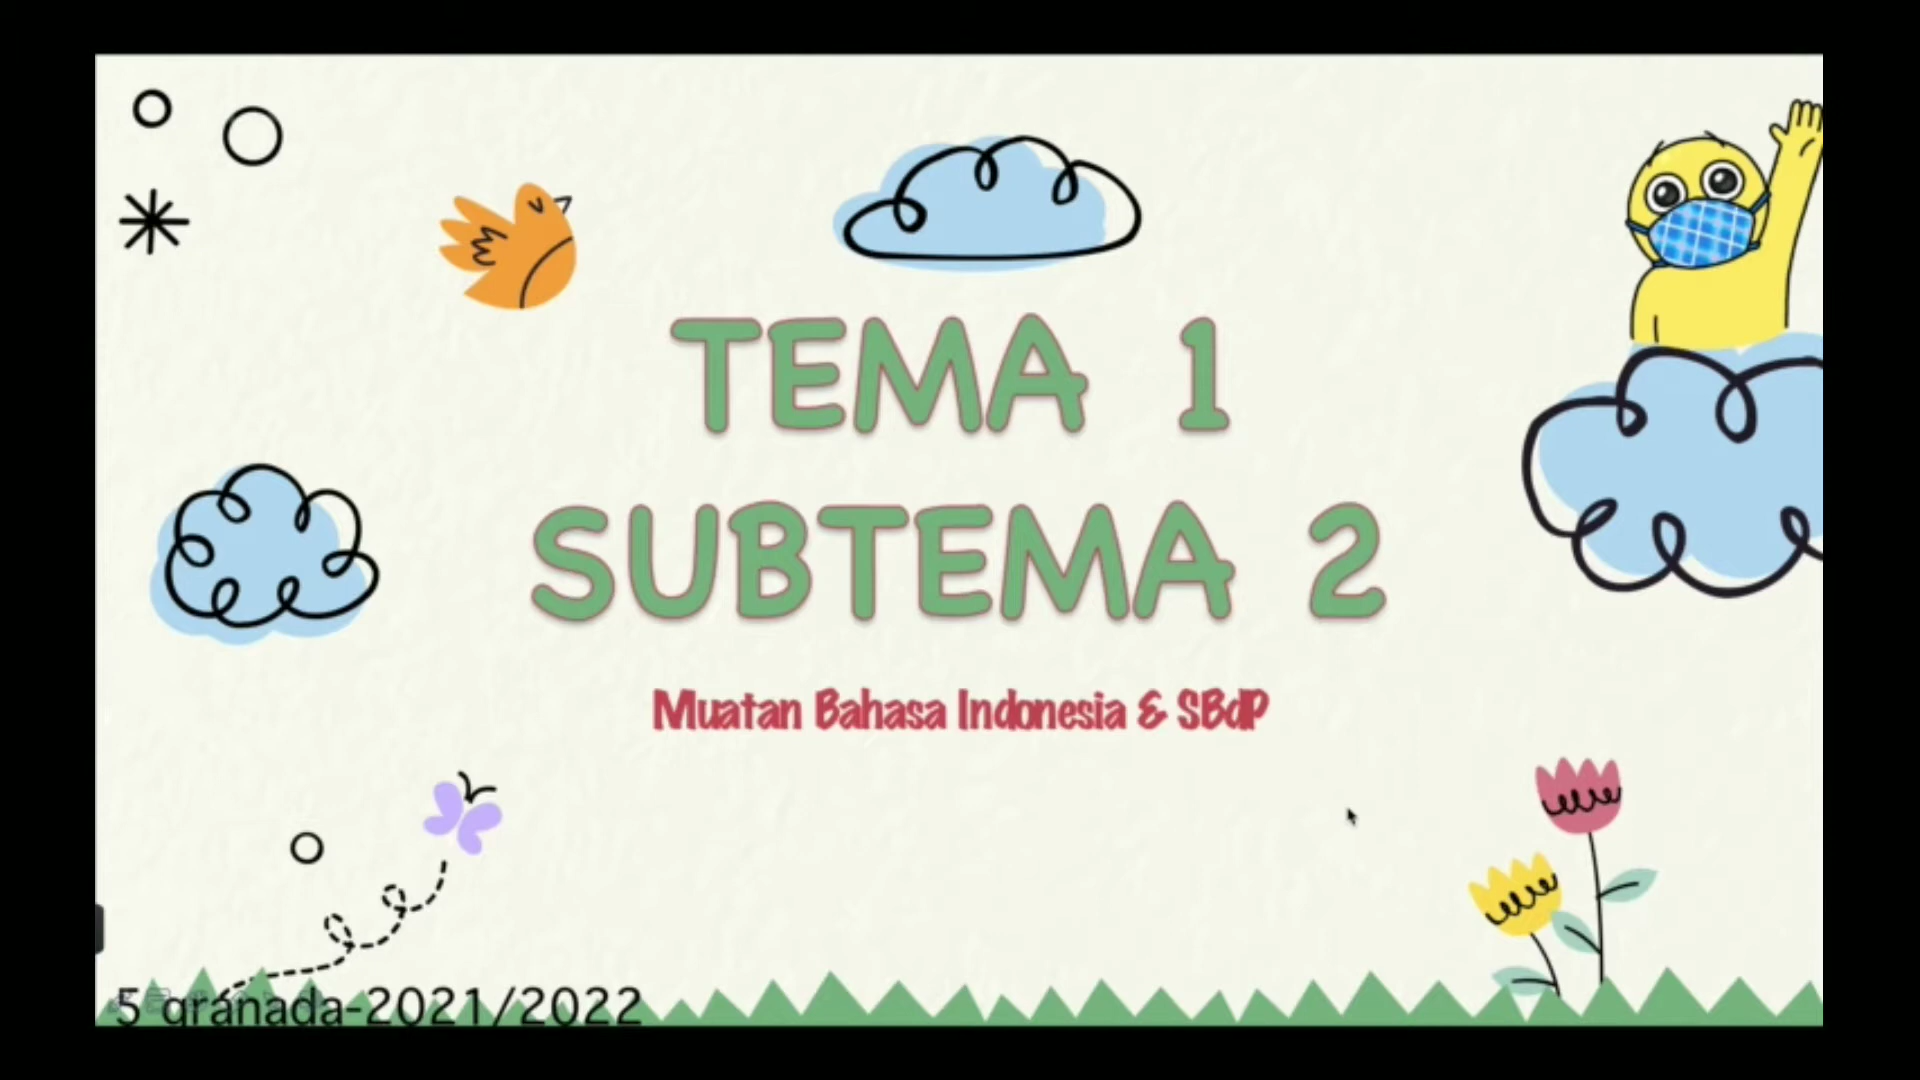 TEMA 1
SUBTEMA 2
Muatan Bahasa Indonesia & SBdP
5 granada-2021/2022